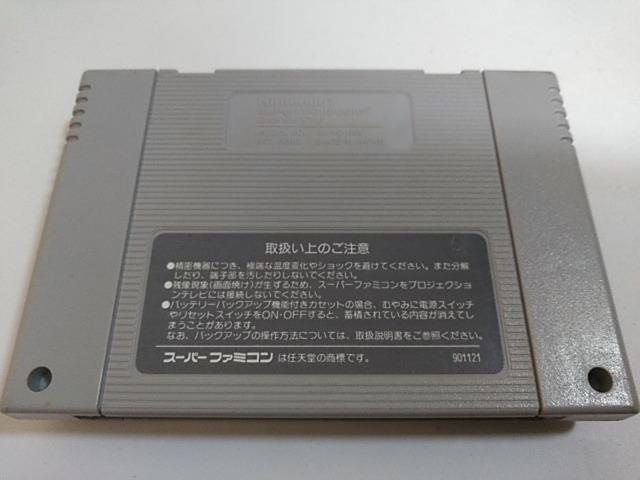 Nintendo
取扱い上のご注意
●精密機器につき、極端な温度変化やショックを避けてください。また分解
したり、端子部を汚したりしないでください。
●残像現象(画面焼け)が生ずるため、スーパーファミコンをプロジェクショ
ンテレビには接続しないでください。
●バッテリーバックアップ機能付きカセットの場合、むやみに電源スイッチ
やリセットスイッチをON・OFFすると、蓄積されている内容が消えてし
まうことがあります。
なお、バックアップの操作方法については、取扱説明書をご参照ください。
スーパーファミコン は任天堂の商標です。 901121